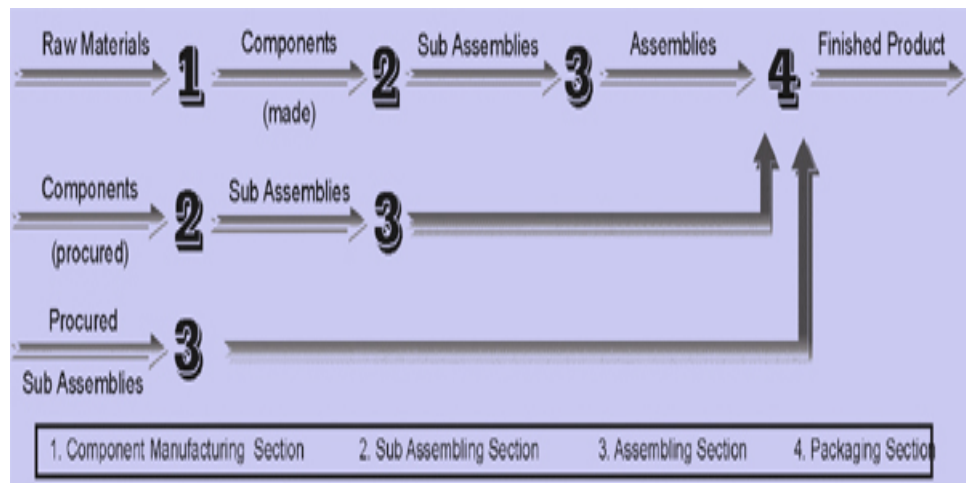 Raw Materials
1
Components
(made)
2
Sub Assemblies
3
Assemblies
4
Finished Product
Components
(procured)
2
Sub Assemblies
3
Procured
Sub Assemblies
3
1. Component Manufacturing Section 2. Sub Assembling Section 3. Assembling Section 4. Packaging Section